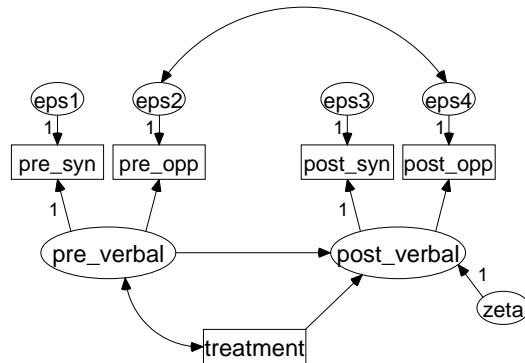 eps1 eps2 eps3 eps4
1 1 1 1
pre_syn pre_opp post_syn post_opp
1 1
pre_verbal post_verbal
1
zeta
treatment